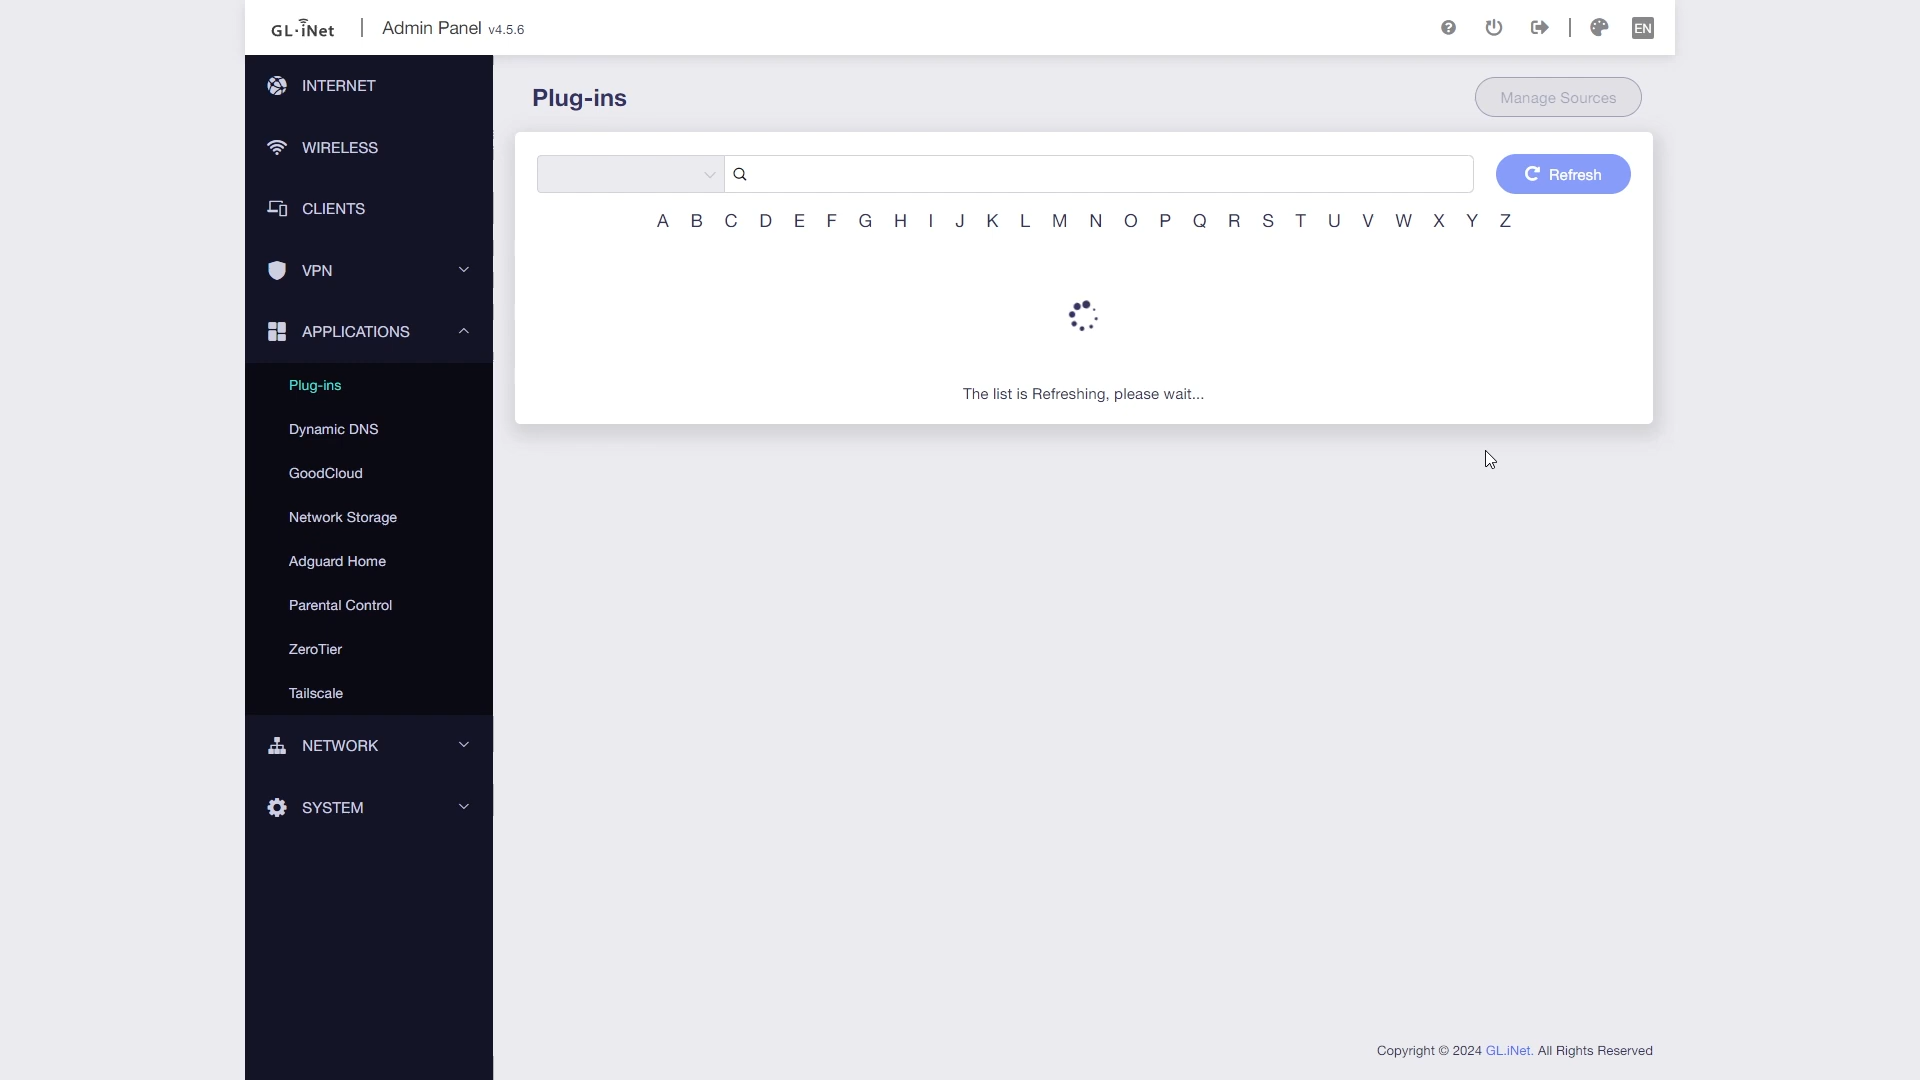 GL·iNet | Admin Panel v4.5.6
EN
INTERNET
WIRELESS
CLIENTS
VPN
APPLICATIONS
Plug-ins
Dynamic DNS
GoodCloud
Network Storage
Adguard Home
Parental Control
ZeroTier
Tailscale
NETWORK
SYSTEM
Plug-ins
Manage Sources
Refresh
A B C D E F G H I J K L M N O P Q R S T U V W X Y Z
The list is Refreshing, please wait...
Copyright © 2024 GL.iNet. All Rights Reserved